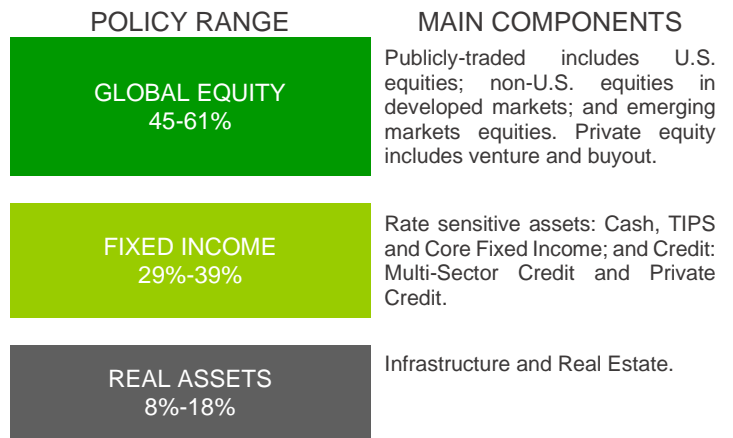 POLICY RANGE
MAIN COMPONENTS
GLOBAL EQUITY
45-61%
Publicly-traded includes U.S.
equities; non-U.S. equities in
developed markets; and emerging
markets equities. Private equity
includes venture and buyout.
FIXED INCOME
29%-39%
Rate sensitive assets: Cash, TIPS
and Core Fixed Income; and Credit:
Multi-Sector Credit and Private
Credit.
REAL ASSETS
8%-18%
Infrastructure and Real Estate.